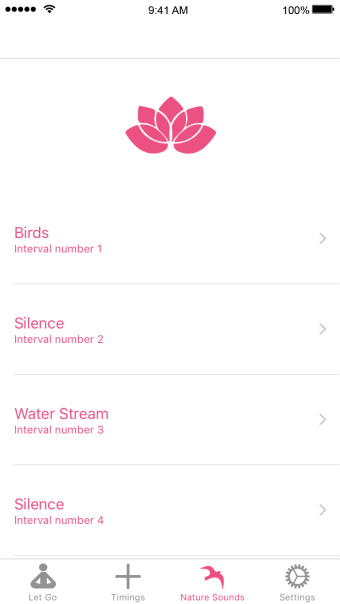 9:41 AM 100%
Birds
Interval number 1
Silence
Interval number 2
Water Stream
Interval number 3
Silence
Interval number 4
Let Go Timings Nature Sounds Settings